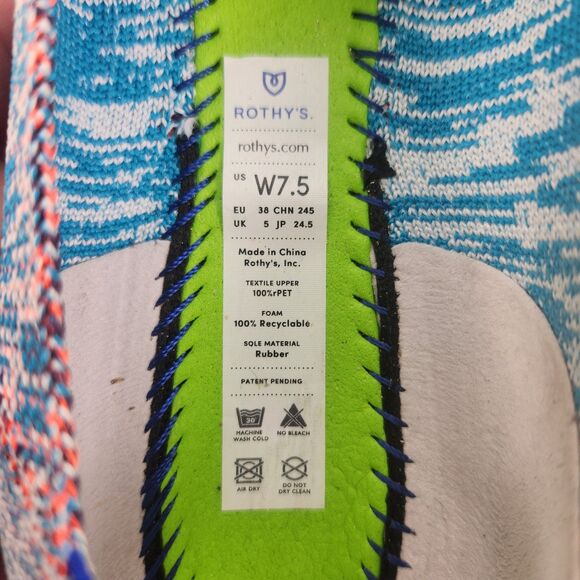 ROTHY'S.
rothys.com
US W7.5
EU 38 CHN 245
UK 5 JP 24.5
Made in China
Rothy's, Inc.
TEXTILE UPPER
100%rPET
FOAM
100% Recyclable
SOLE MATERIAL
Rubber
PATENT PENDING
30°
MACHINE WASH COLD
NO BLEACH
AIR DRY
DO NOT DRY CLEAN